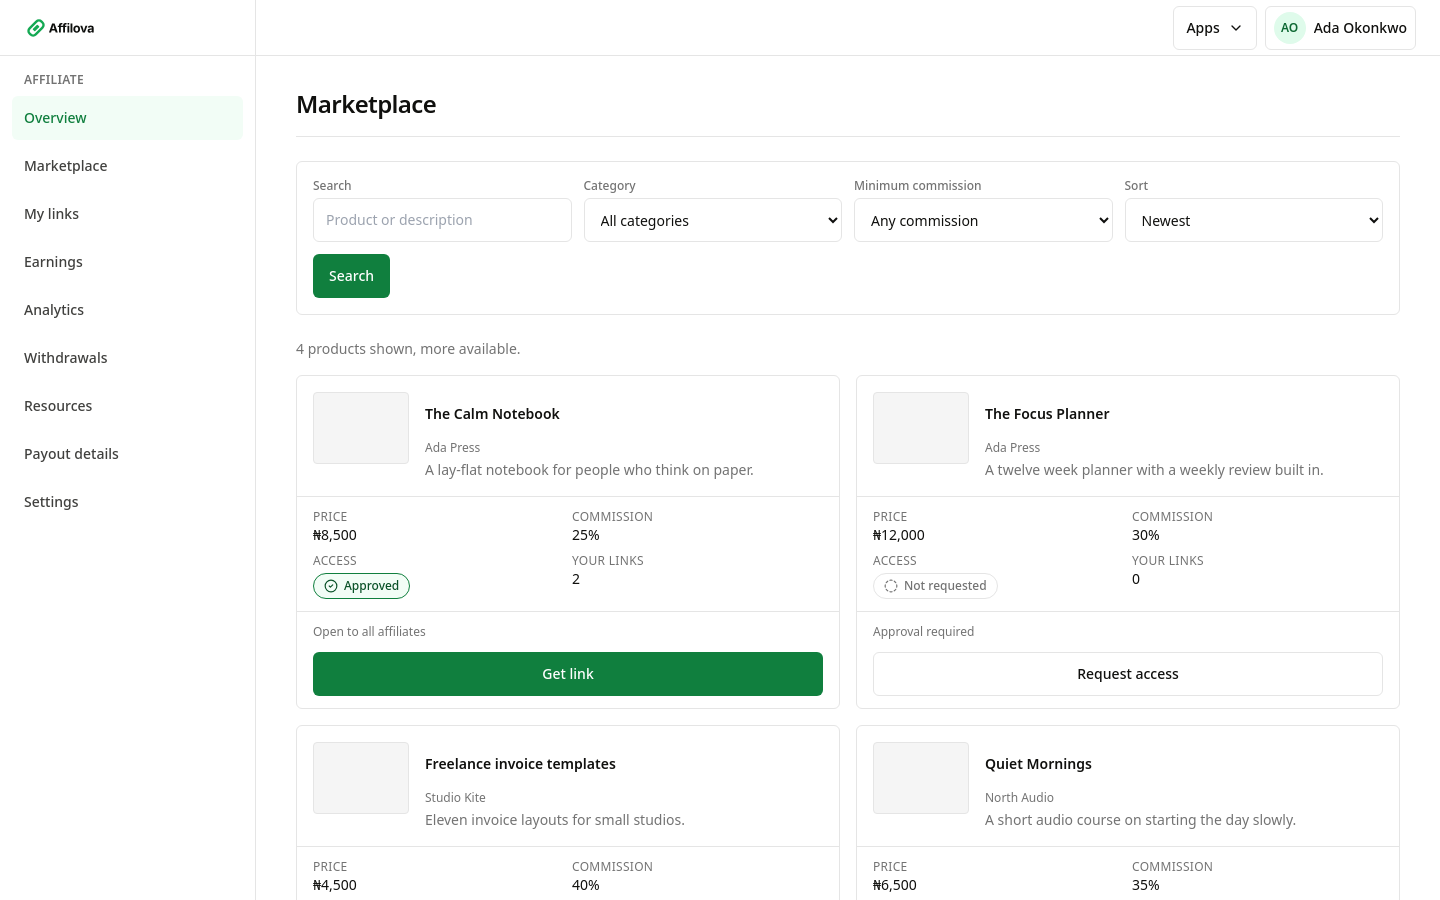 Affilova
Apps
AO
Ada Okonkwo
AFFILIATE
Overview
Marketplace
My links
Earnings
Analytics
Withdrawals
Resources
Payout details
Settings
Marketplace
Search
Category
Minimum commission
Sort
Product or description
All categories
Any commission
Newest
Search
4 products shown, more available.
The Calm Notebook
Ada Press
A lay-flat notebook for people who think on paper.
PRICE
COMMISSION
₦8,500
25%
ACCESS
YOUR LINKS
Approved
2
Open to all affiliates
Get link
The Focus Planner
Ada Press
A twelve week planner with a weekly review built in.
PRICE
COMMISSION
₦12,000
30%
ACCESS
YOUR LINKS
Not requested
0
Approval required
Request access
Freelance invoice templates
Studio Kite
Eleven invoice layouts for small studios.
PRICE
COMMISSION
₦4,500
40%
Quiet Mornings
North Audio
A short audio course on starting the day slowly.
PRICE
COMMISSION
₦6,500
35%